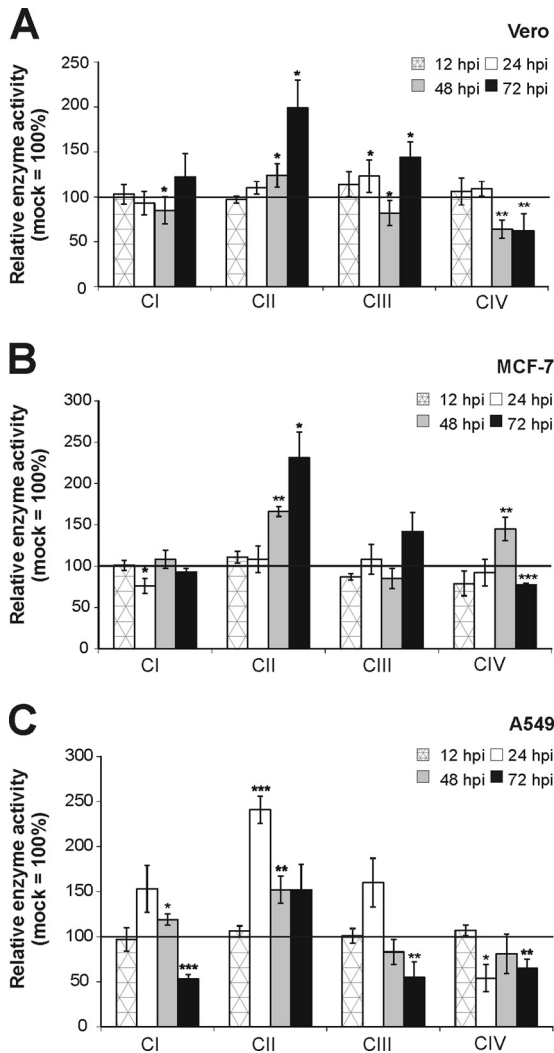 A
Vero
Relative enzyme activity
(mock = 100%)
250
200
150
100
50
0
12 hpi
24 hpi
48 hpi
72 hpi
*
*
*
*
*
*
**
**
CI
CII
CIII
CIV
B
MCF-7
Relative enzyme activity
(mock = 100%)
300
250
200
150
100
50
0
12 hpi
24 hpi
48 hpi
72 hpi
*
**
*
**
***
CI
CII
CIII
CIV
C
A549
Relative enzyme activity
(mock = 100%)
300
250
200
150
100
50
0
12 hpi
24 hpi
48 hpi
72 hpi
*
***
***
**
**
*
**
CI
CII
CIII
CIV